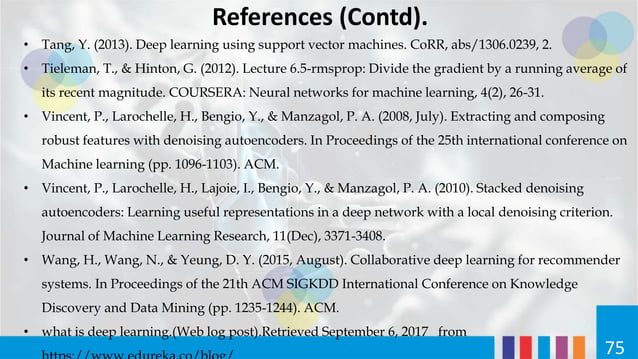 References (Contd).
• Tang, Y. (2013). Deep learning using support vector machines. CoRR, abs/1306.0239, 2.
• Tieleman, T., & Hinton, G. (2012). Lecture 6.5-rmsprop: Divide the gradient by a running average of
its recent magnitude. COURSERA: Neural networks for machine learning, 4(2), 26-31.
• Vincent, P., Larochelle, H., Bengio, Y., & Manzagol, P. A. (2008, July). Extracting and composing
robust features with denoising autoencoders. In Proceedings of the 25th international conference on
Machine learning (pp. 1096-1103). ACM.
• Vincent, P., Larochelle, H., Lajoie, I., Bengio, Y., & Manzagol, P. A. (2010). Stacked denoising
autoencoders: Learning useful representations in a deep network with a local denoising criterion.
Journal of Machine Learning Research, 11(Dec), 3371-3408.
• Wang, H., Wang, N., & Yeung, D. Y. (2015, August). Collaborative deep learning for recommender
systems. In Proceedings of the 21th ACM SIGKDD International Conference on Knowledge
Discovery and Data Mining (pp. 1235-1244). ACM.
• what is deep learning.(Web log post).Retrieved September 6, 2017 from
https://www.edureka.co/blog/
75